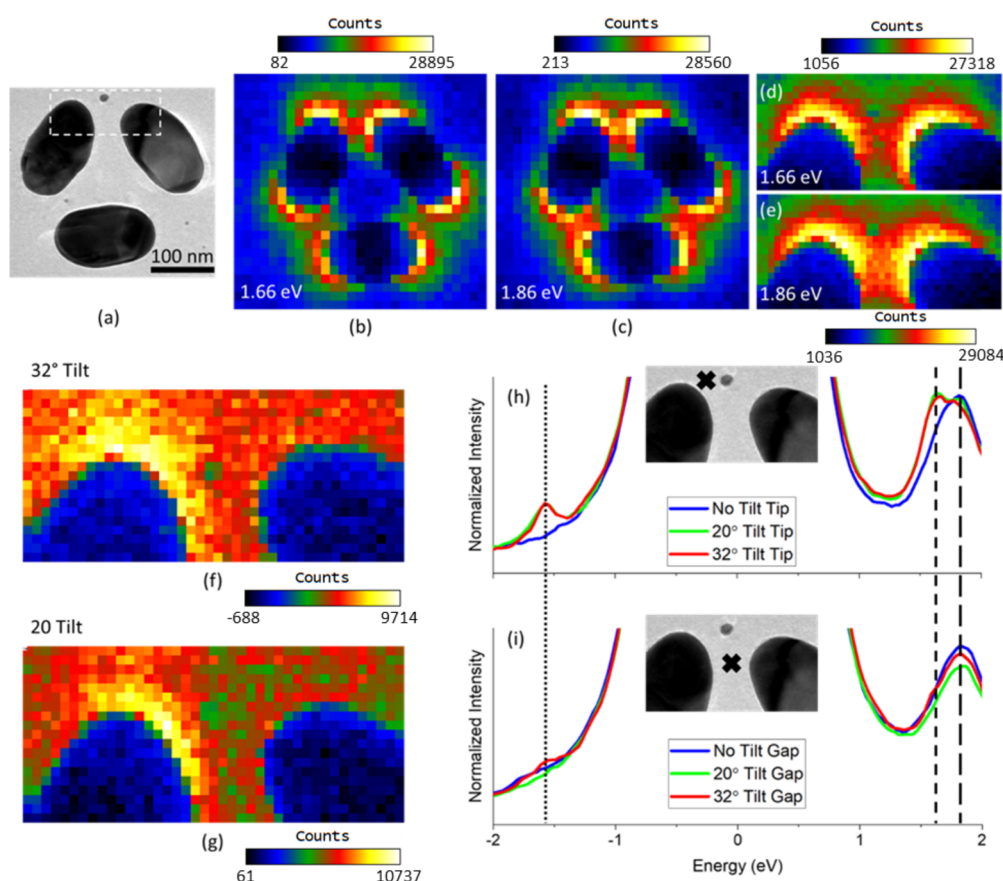 Counts
82 28895
Counts
213 28560
Counts
1056 27318
100 nm
(a)
1.66 eV
(b)
1.86 eV
(c)
(d)
1.66 eV
(e)
1.86 eV
Counts
1036 29084
32° Tilt
(f)
Counts
-688 9714
20 Tilt
(g)
Counts
61 10737
Normalized Intensity
(h)
No Tilt Tip
20° Tilt Tip
32° Tilt Tip
Normalized Intensity
(i)
No Tilt Gap
20° Tilt Gap
32° Tilt Gap
-2 -1 0 1 2
Energy (eV)